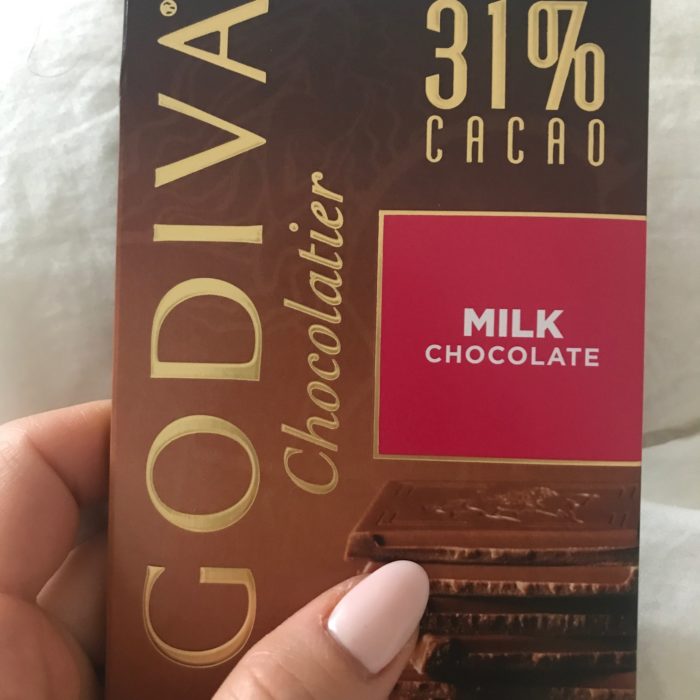 GODIVA®
Chocolatier
31%
CACAO
MILK
CHOCOLATE